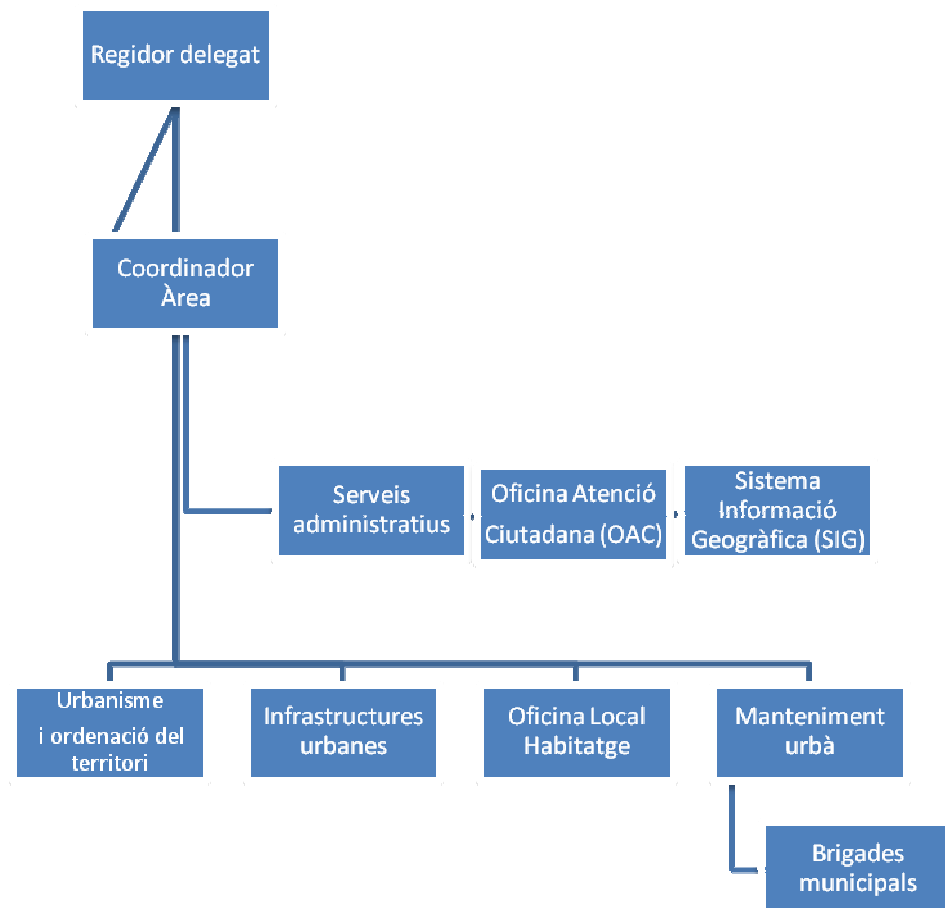 Regidor delegat
Coordinador
Àrea
Serveis
administratius
Oficina Atenció
Ciutadana (OAC)
Sistema
Informació
Geogràfica (SIG)
Urbanisme
i ordenació del
territori
Infrastructures
urbanes
Oficina Local
Habitatge
Manteniment
urbà
Brigades
municipals